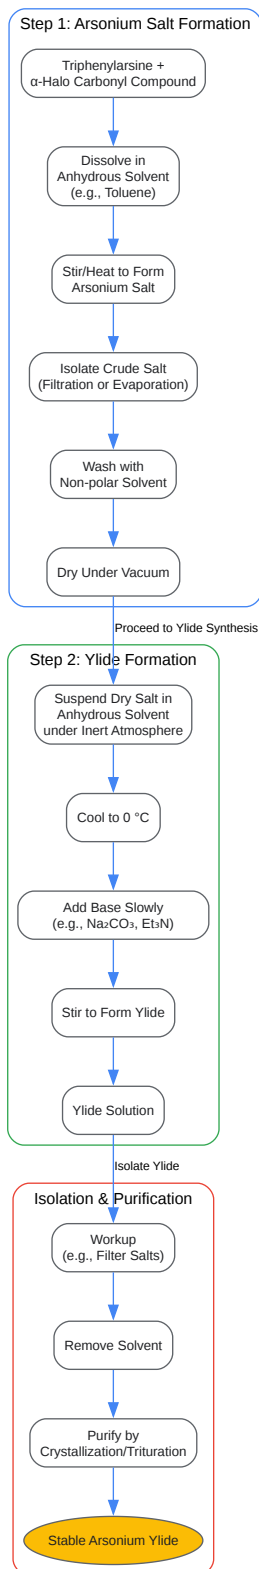 Step 1: Arsonium Salt Formation
Triphenylarsine +
α-Halo Carbonyl Compound
Dissolve in
Anhydrous Solvent
(e.g., Toluene)
Stir/Heat to Form
Arsonium Salt
Isolate Crude Salt
(Filtration or Evaporation)
Wash with
Non-polar Solvent
Dry Under Vacuum
Proceed to Ylide Synthesis
Step 2: Ylide Formation
Suspend Dry Salt in
Anhydrous Solvent
under Inert Atmosphere
Cool to 0 °C
Add Base Slowly
(e.g., Na₂CO₃, Et₃N)
Stir to Form Ylide
Ylide Solution
Isolate Ylide
Isolation & Purification
Workup
(e.g., Filter Salts)
Remove Solvent
Purify by
Crystallization/Trituration
Stable Arsonium Ylide